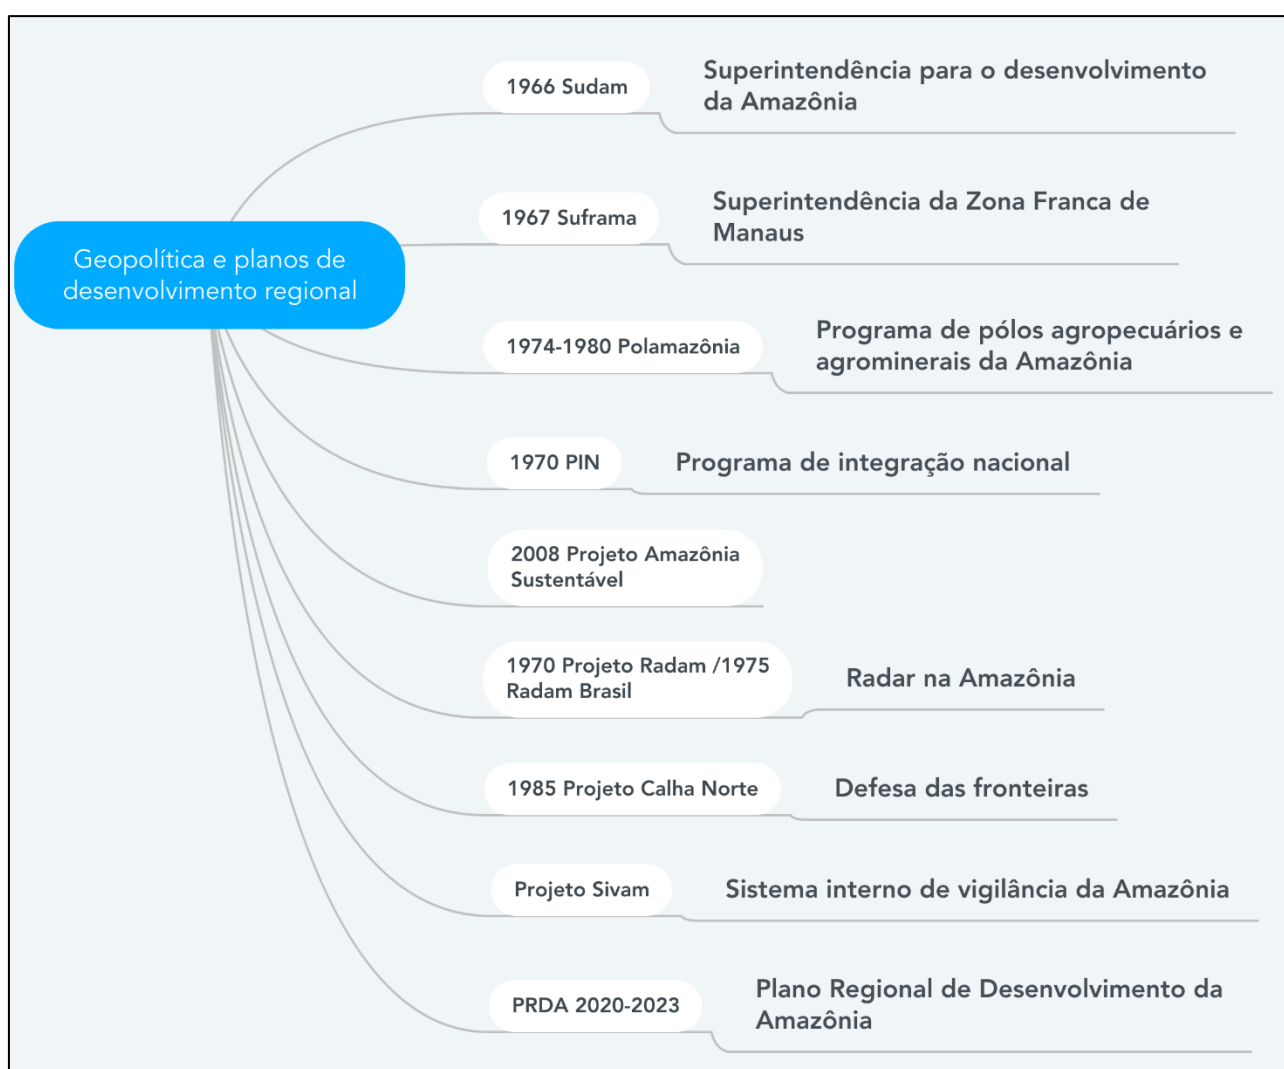 1966 Sudam
Superintendência para o desenvolvimento
da Amazônia
1967 Suframa
Superintendência da Zona Franca de
Manaus
Geopolítica e planos de
desenvolvimento regional
1974-1980 Polamazônia
Programa de pólos agropecuários e
agrominerais da Amazônia
1970 PIN
Programa de integração nacional
2008 Projeto Amazônia
Sustentável
1970 Projeto Radam /1975
Radam Brasil
Radar na Amazônia
1985 Projeto Calha Norte
Defesa das fronteiras
Projeto Sivam
Sistema interno de vigilância da Amazônia
PRDA 2020-2023
Plano Regional de Desenvolvimento da
Amazônia